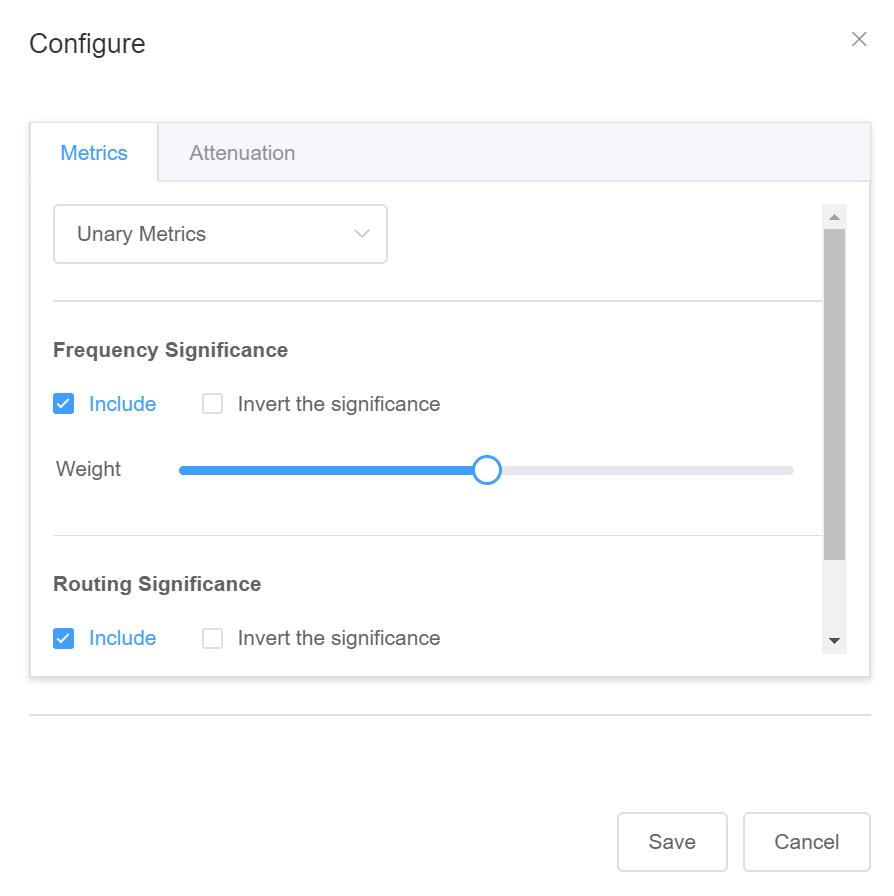 Configure
Metrics
Attenuation
Unary Metrics
Frequency Significance
Include
Invert the significance
Weight
Routing Significance
Include
Invert the significance
Save
Cancel